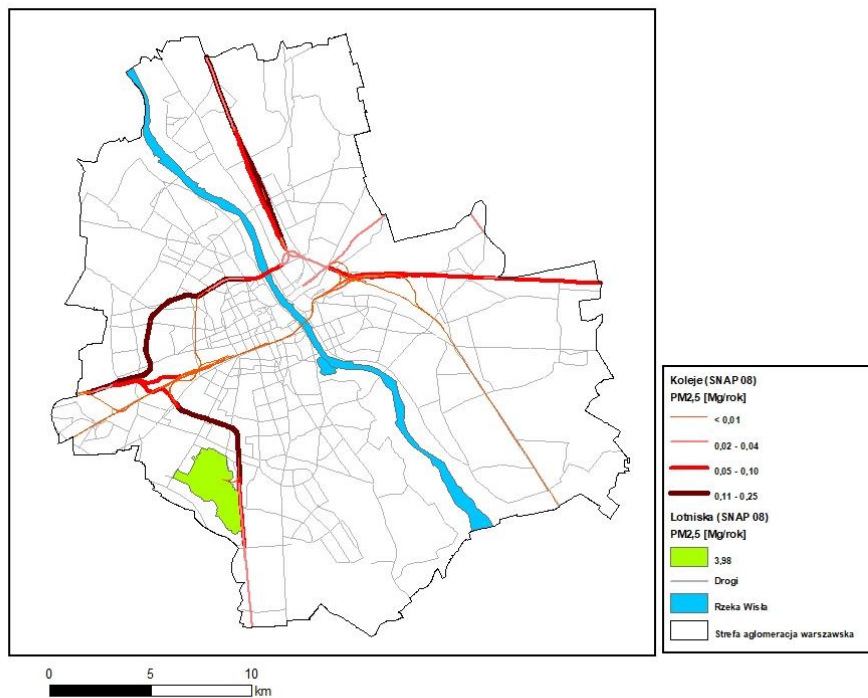 Koleje (SNAP 08)
PM2,5 [Mg/rok]
< 0,01
0,02 - 0,04
0,05 - 0,10
0,11 - 0,25
Lotniska (SNAP 08)
PM2,5 [Mg/rok]
3,98
Drogi
Rzeka Wisła
Strefa aglomeracja warszawska
0 5 10
km